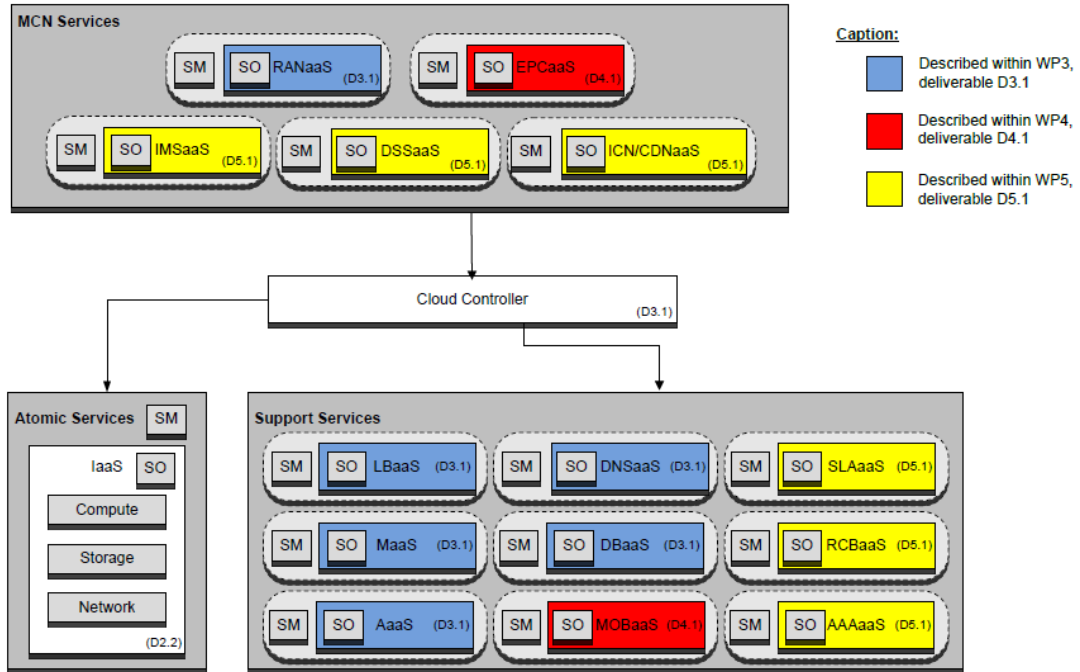 MCN Services
SM SO RANaaS (D3.1)
SM SO EPCaaS (D4.1)
SM SO IMSaaS (D5.1)
SM SO DSSaaS (D5.1)
SM SO ICN/CDNaaS (D5.1)
Caption:
Described within WP3,
deliverable D3.1
Described within WP4,
deliverable D4.1
Described within WP5,
deliverable D5.1
Cloud Controller
(D3.1)
Atomic Services SM
IaaS SO
Compute
Storage
Network
(D2.2)
Support Services
SM SO LBaaS (D3.1)
SM SO DNSaaS (D3.1)
SM SO SLAaaS (D5.1)
SM SO MaaS (D3.1)
SM SO DBaaS (D3.1)
SM SO RCBaaS (D5.1)
SM SO AaaS (D3.1)
SM SO MOBaaS (D4.1)
SM SO AAAaaS (D5.1)